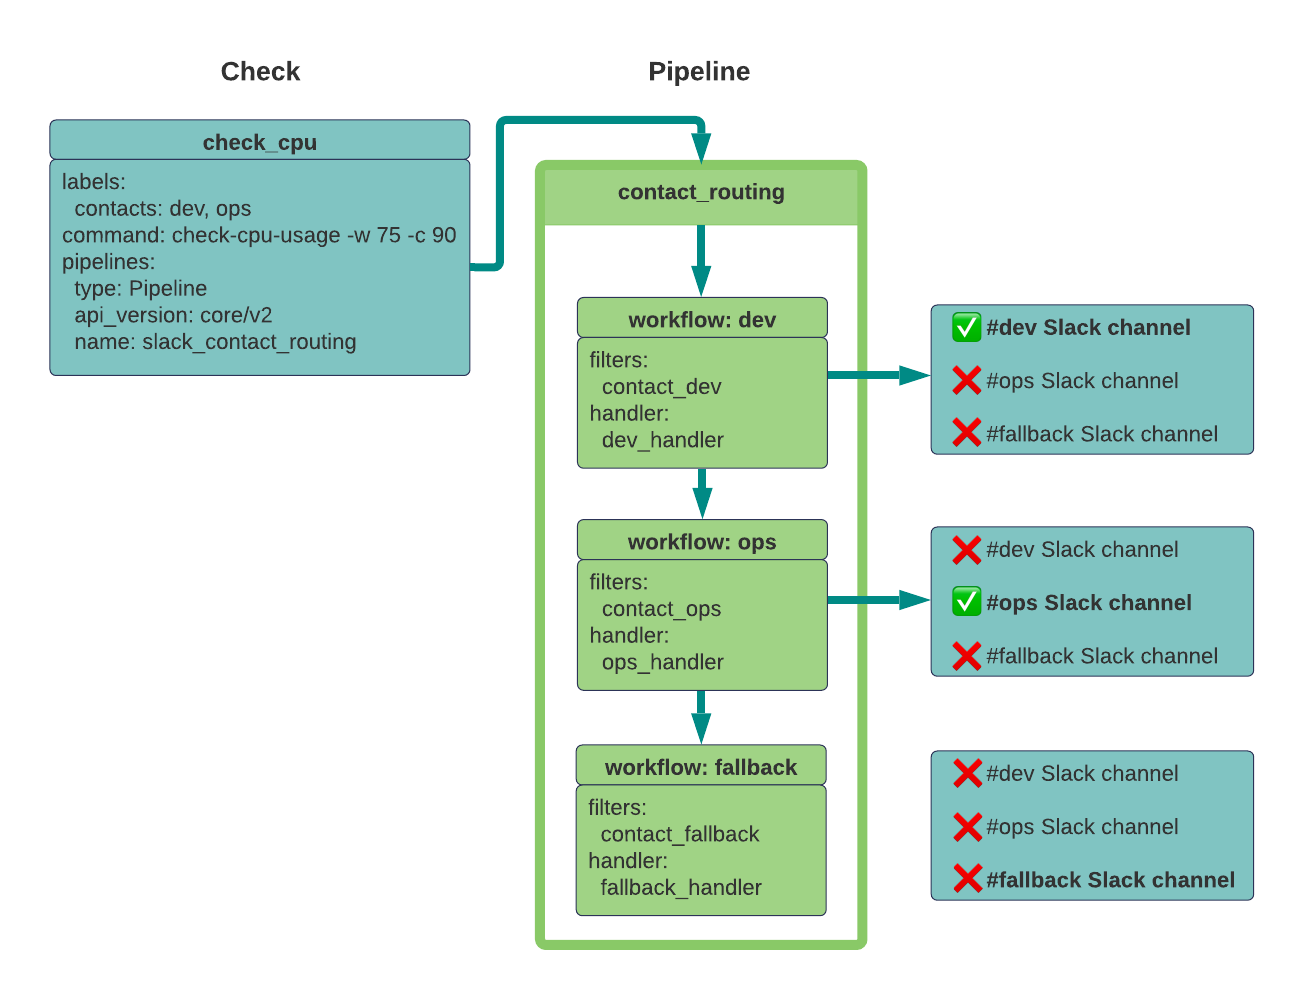 Check
Pipeline
check_cpu
labels:
contacts: dev, ops
command: check-cpu-usage -w 75 -c 90
pipelines:
type: Pipeline
api_version: core/v2
name: slack_contact_routing
contact_routing
workflow: dev
filters:
contact_dev
handler:
dev_handler
#dev Slack channel
#ops Slack channel
#fallback Slack channel
workflow: ops
filters:
contact_ops
handler:
ops_handler
#dev Slack channel
#ops Slack channel
#fallback Slack channel
workflow: fallback
filters:
contact_fallback
handler:
fallback_handler
#dev Slack channel
#ops Slack channel
#fallback Slack channel